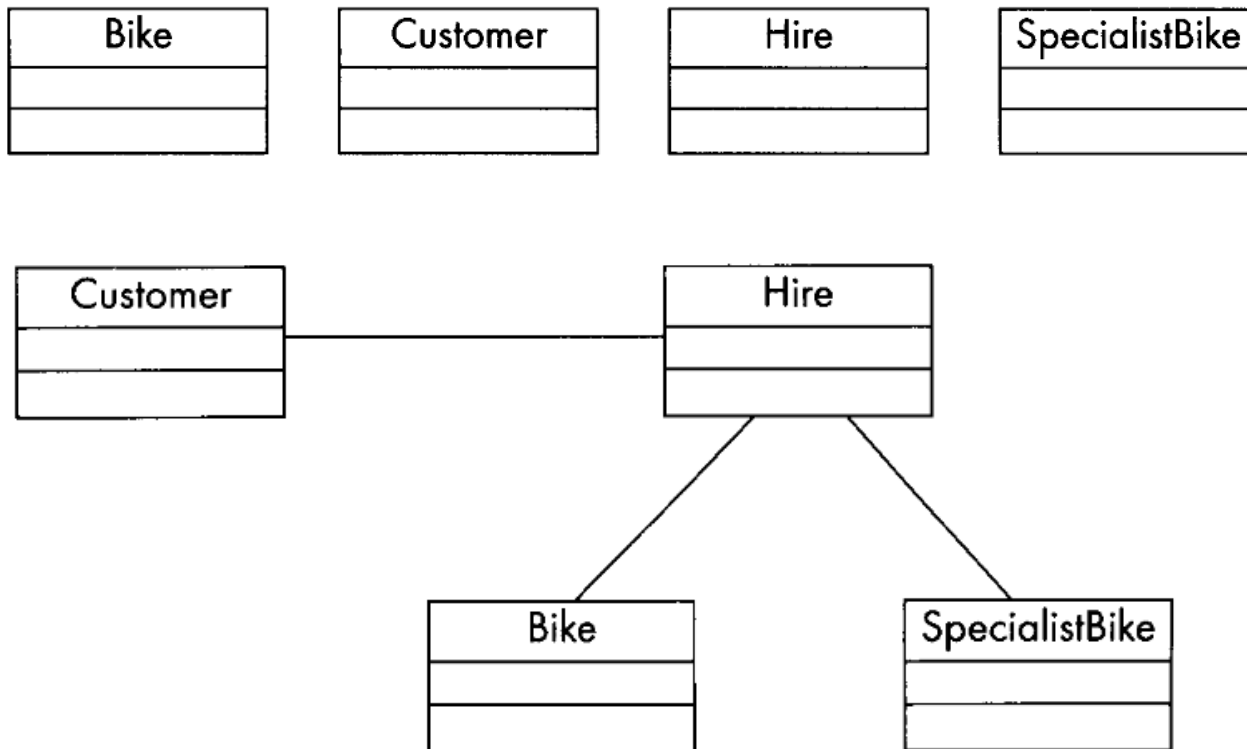 Bike
Customer
Hire
SpecialistBike
Customer
Hire
Bike
SpecialistBike